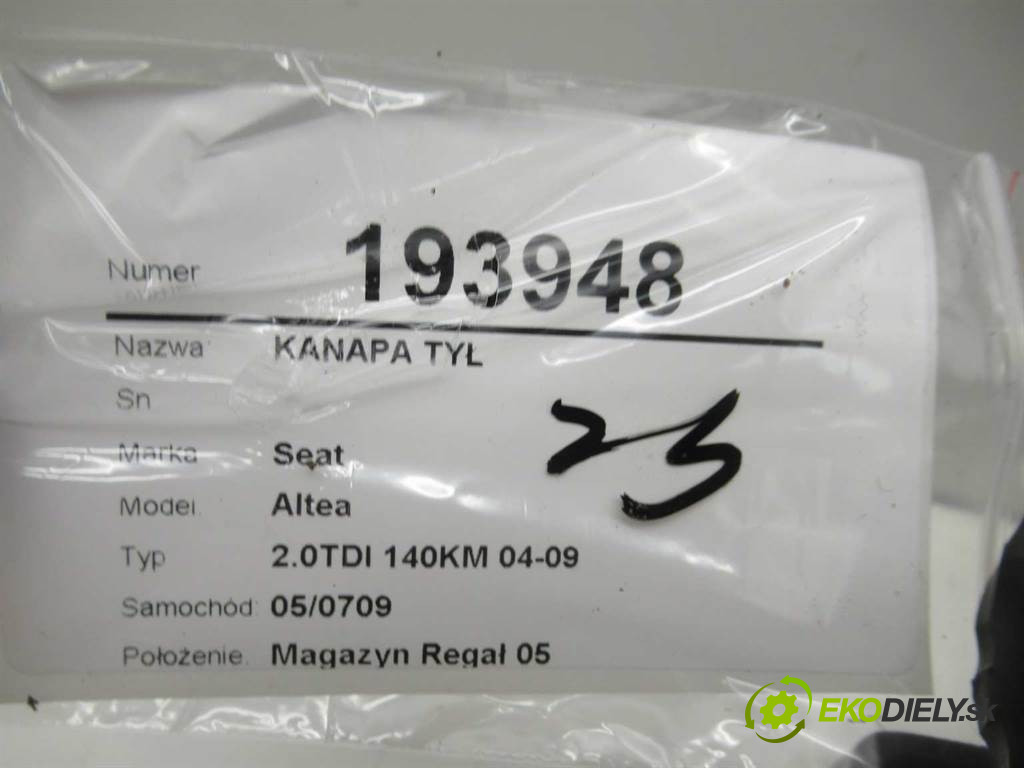 Numer 193948
Nazwa KANAPA TYŁ
Sn
Marka Seat
Model Altea
Typ 2.0TDI 140KM 04-09
Samochód: 05/0709
Położenie. Magazyn Regał 05
EKODIELY.sk